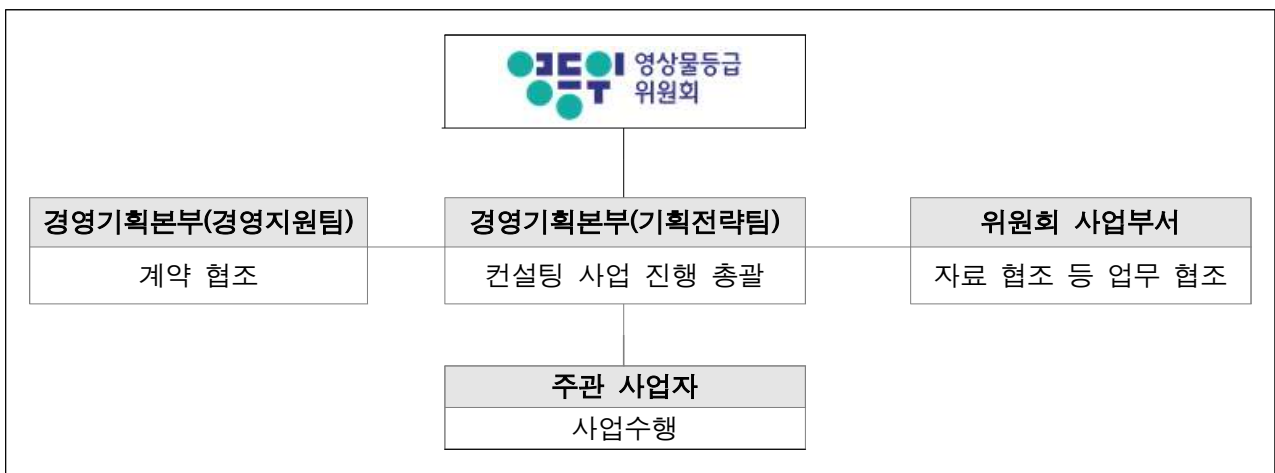 영등위 영상물등급
위원회
경영기획본부(경영지원팀)
계약 협조
경영기획본부(기획전략팀)
컨설팅 사업 진행 총괄
위원회 사업부서
자료 협조 등 업무 협조
주관 사업자
사업수행